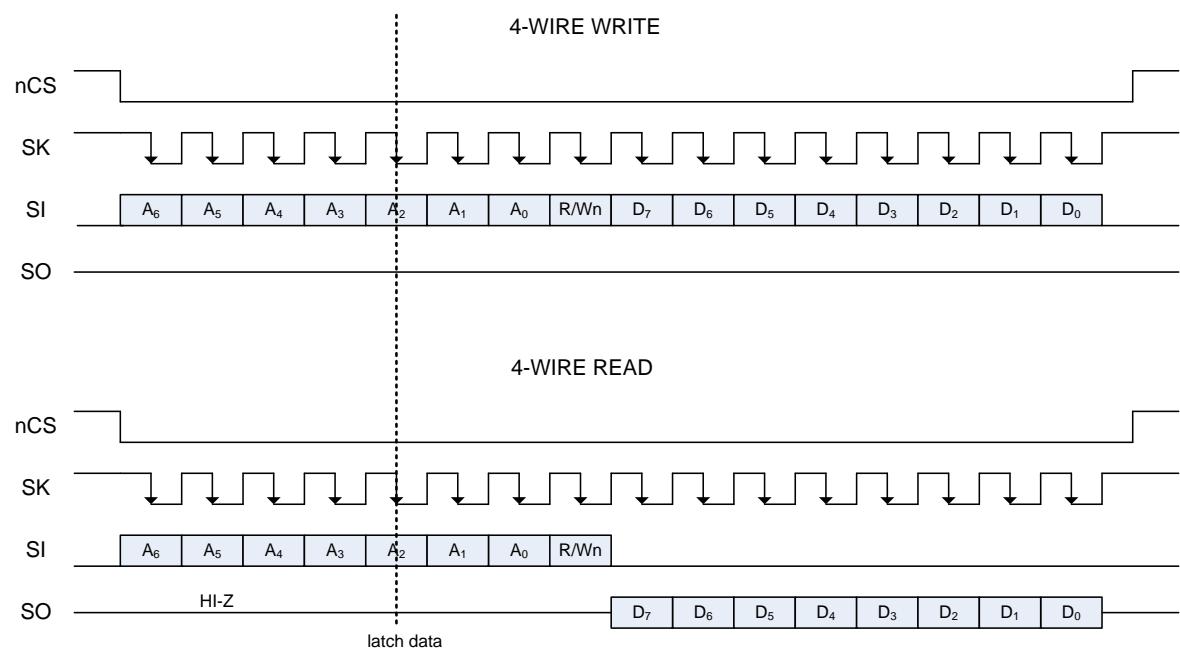 4-WIRE WRITE
nCS
SK
SI A₆ A₅ A₄ A₃ A₂ A₁ A₀ R/Wn D₇ D₆ D₅ D₄ D₃ D₂ D₁ D₀
SO
4-WIRE READ
nCS
SK
SI A₆ A₅ A₄ A₃ A₂ A₁ A₀ R/Wn
SO HI-Z D₇ D₆ D₅ D₄ D₃ D₂ D₁ D₀
latch data